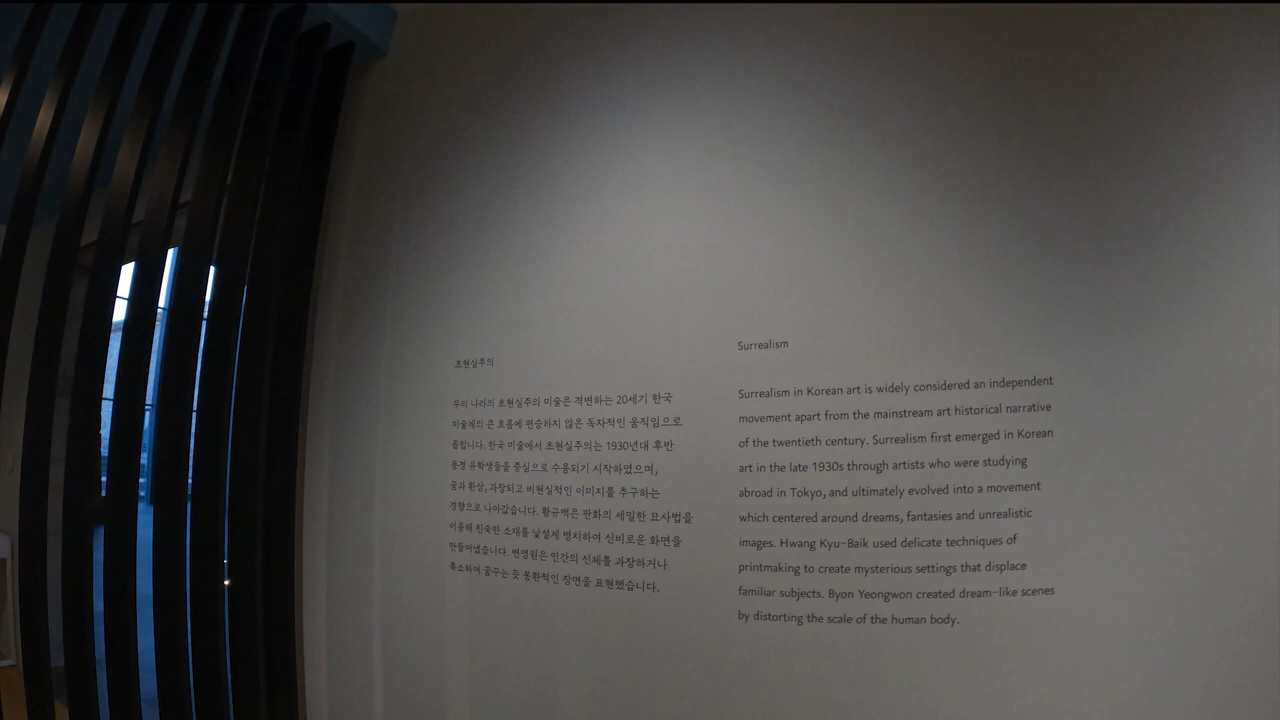 초현실주의
우리 나라의 초현실주의 미술은 격변하는 20세기 한국
미술계의 큰 흐름에 편승하지 않은 독자적인 움직임으로
꼽힙니다. 한국 미술에서 초현실주의는 1930년대 후반
동경 유학생들을 중심으로 수용되기 시작하였으며,
꿈과 환상, 과장되고 비현실적인 이미지를 추구하는
경향으로 나아갔습니다. 황규백은 판화의 세밀한 묘사법을
이용해 친숙한 소재를 낯설게 병치하여 신비로운 화면을
만들어냈습니다. 변영원은 인간의 신체를 과장하거나
축소하여 꿈꾸는 듯 몽환적인 장면을 표현했습니다.
Surrealism
Surrealism in Korean art is widely considered an independent
movement apart from the mainstream art historical narrative
of the twentieth century. Surrealism first emerged in Korean
art in the late 1930s through artists who were studying
abroad in Tokyo, and ultimately evolved into a movement
which centered around dreams, fantasies and unrealistic
images. Hwang Kyu-Baik used delicate techniques of
printmaking to create mysterious settings that displace
familiar subjects. Byon Yeongwon created dream-like scenes
by distorting the scale of the human body.